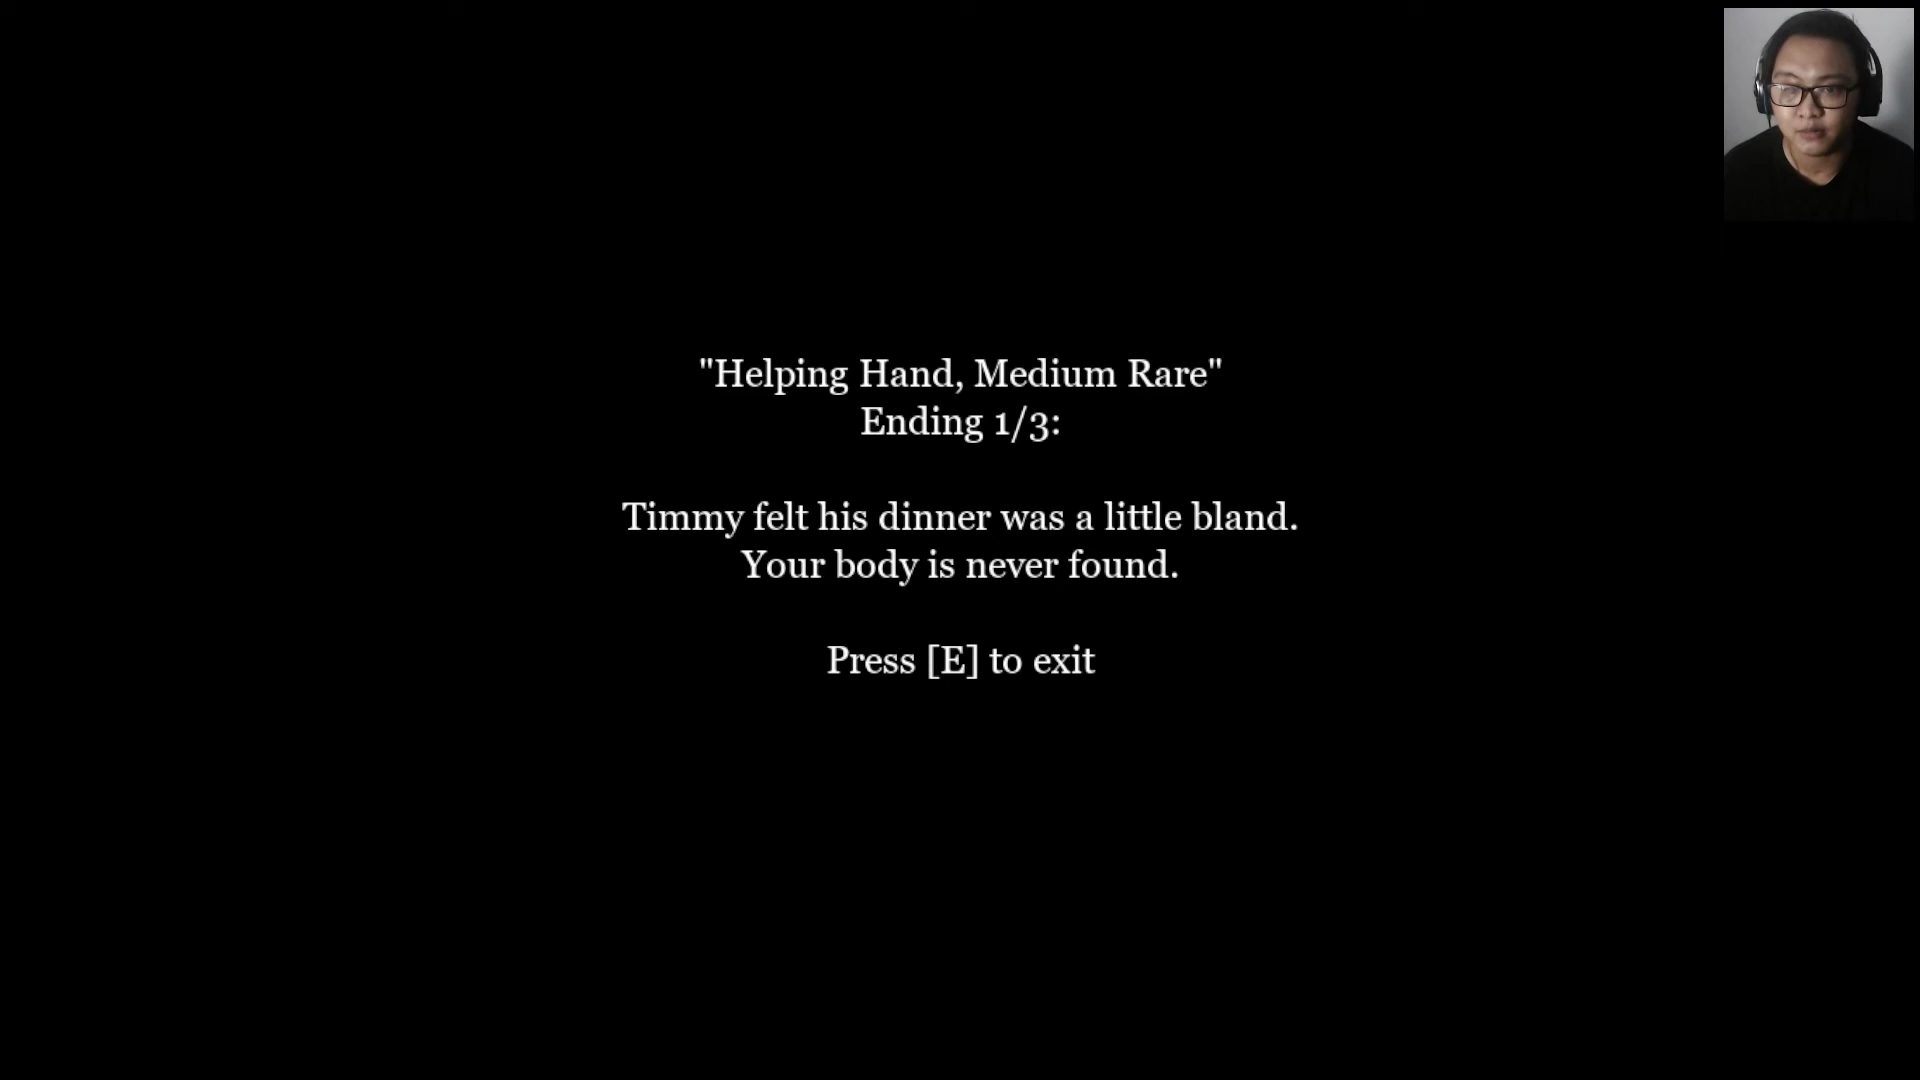 "Helping Hand, Medium Rare"
Ending 1/3:
Timmy felt his dinner was a little bland.
Your body is never found.
Press [E] to exit